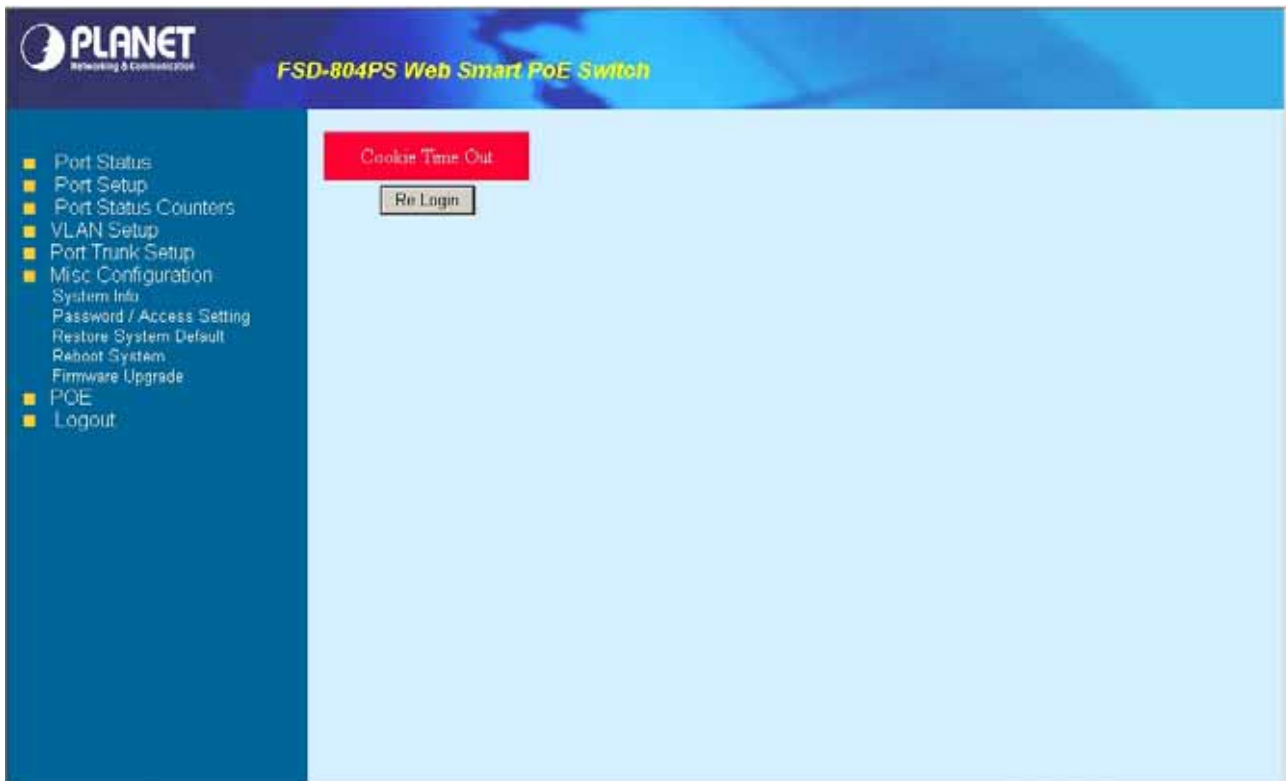 PLANET
Networking & Communication
FSD-804PS Web Smart PoE Switch
Port Status
Port Setup
Port Status Counters
VLAN Setup
Port Trunk Setup
Misc Configuration
System Info
Password / Access Setting
Restore System Default
Reboot System
Firmware Upgrade
POE
Logout
Cookie Time Out
Re Login